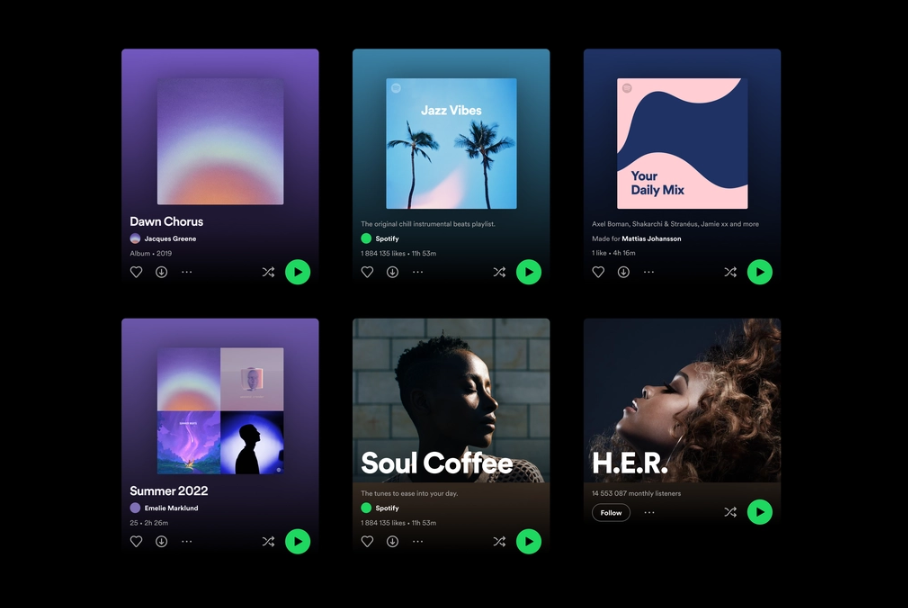 Dawn Chorus
Jacques Greene
Album • 2019
Jazz Vibes
The original chill instrumental beats playlist.
Spotify
1 884 135 likes • 11h 53m
Your
Daily Mix
Axel Boman, Shakarchi & Stranéus, Jamie xx and more
Made for Mattias Johansson
1 like • 4h 16m
Summer 2022
Emelie Marklund
25 • 2h 26m
Soul Coffee
The tunes to ease into your day.
Spotify
1 884 135 likes • 11h 53m
H.E.R.
14 553 087 monthly listeners
Follow